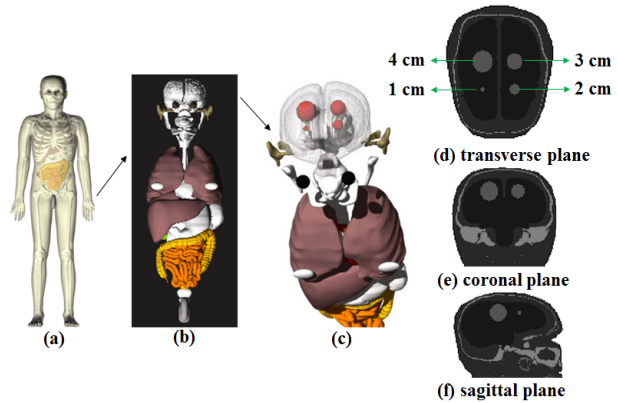 4 cm
3 cm
1 cm
2 cm
(d) transverse plane
(e) coronal plane
(a)
(b)
(c)
(f) sagittal plane